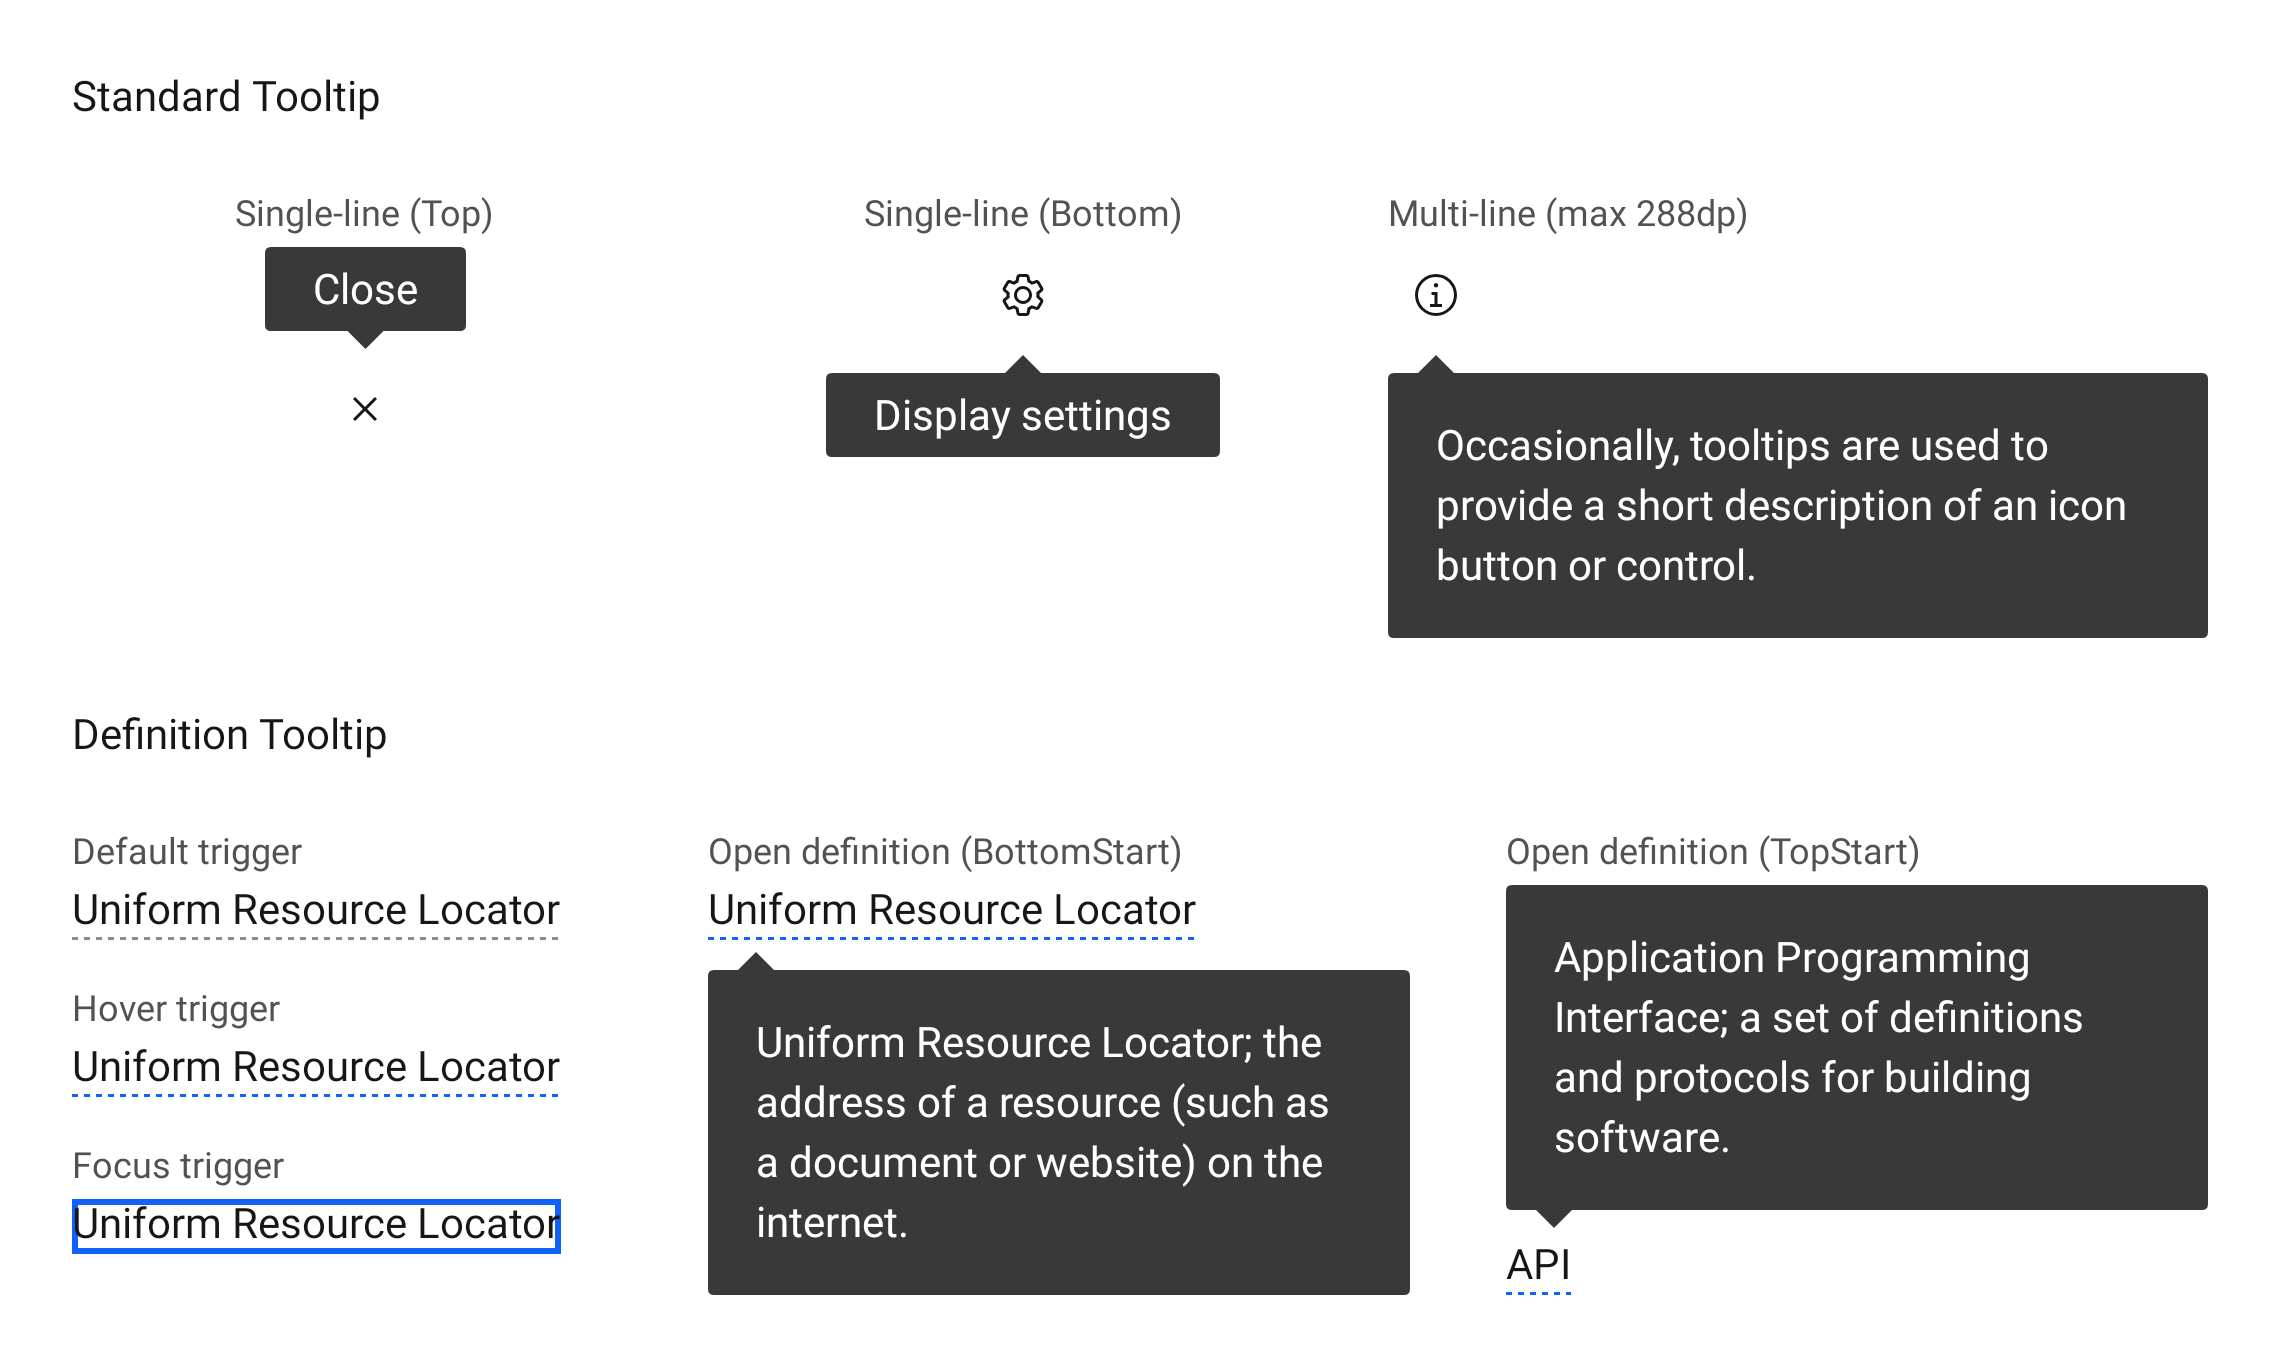 Standard Tooltip
Single-line (Top)
Close
Single-line (Bottom)
Display settings
Multi-line (max 288dp)
Occasionally, tooltips are used to
provide a short description of an icon
button or control.
Definition Tooltip
Default trigger
Uniform Resource Locator
Hover trigger
Uniform Resource Locator
Focus trigger
Uniform Resource Locator
Open definition (BottomStart)
Uniform Resource Locator
Uniform Resource Locator; the
address of a resource (such as
a document or website) on the
internet.
Open definition (TopStart)
Application Programming
Interface; a set of definitions
and protocols for building
software.
API